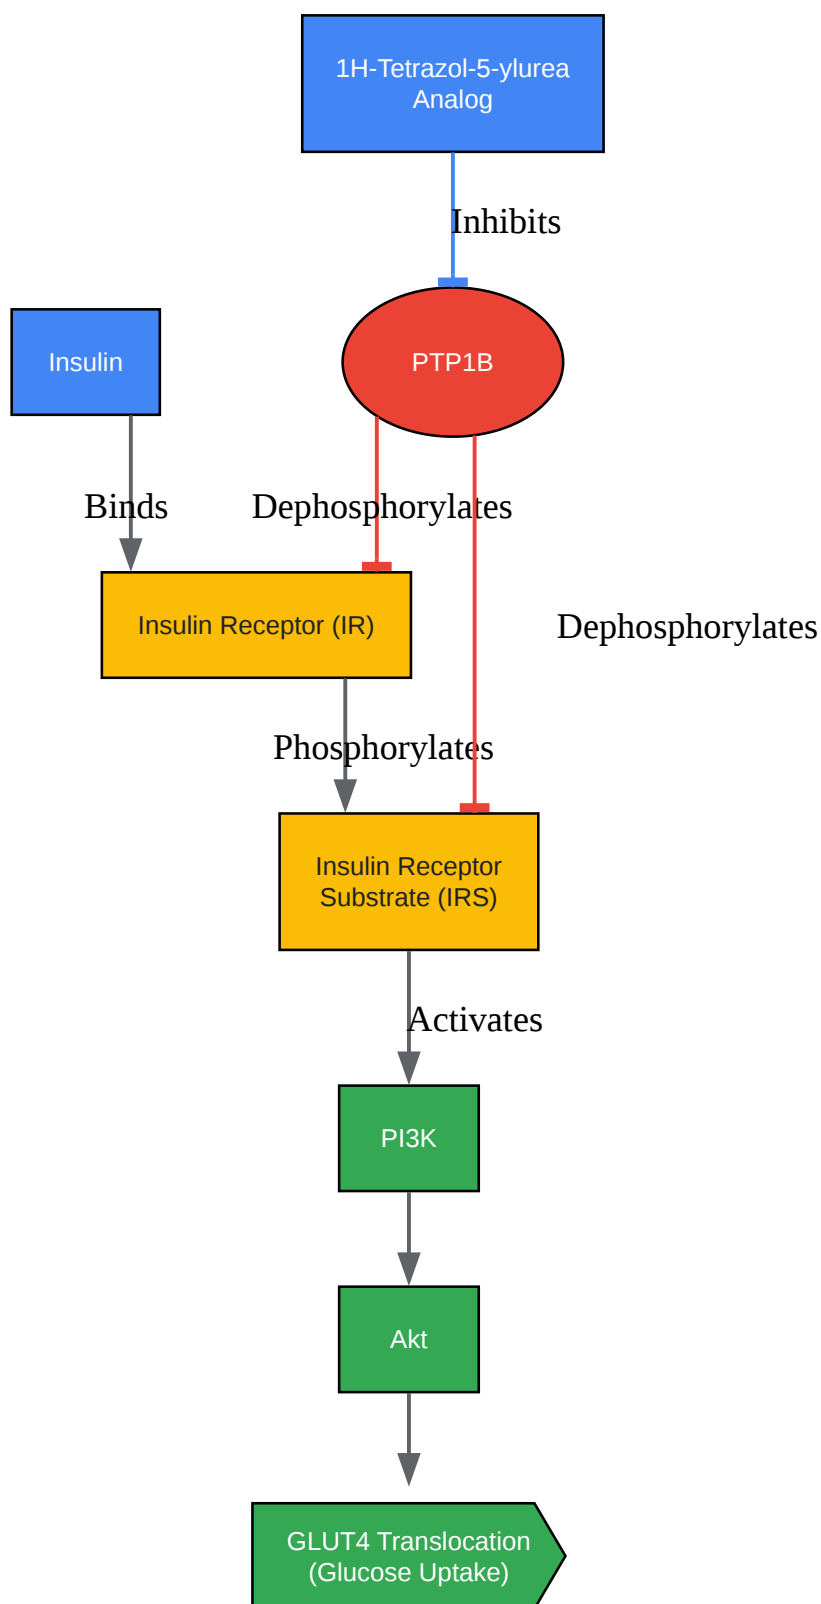 1H-Tetrazol-5-ylurea
Analog
Inhibits
Insulin
PTP1B
Binds
Dephosphorylates
Insulin Receptor (IR)
Dephosphorylates
Phosphorylates
Insulin Receptor
Substrate (IRS)
Activates
PI3K
Akt
GLUT4 Translocation
(Glucose Uptake)